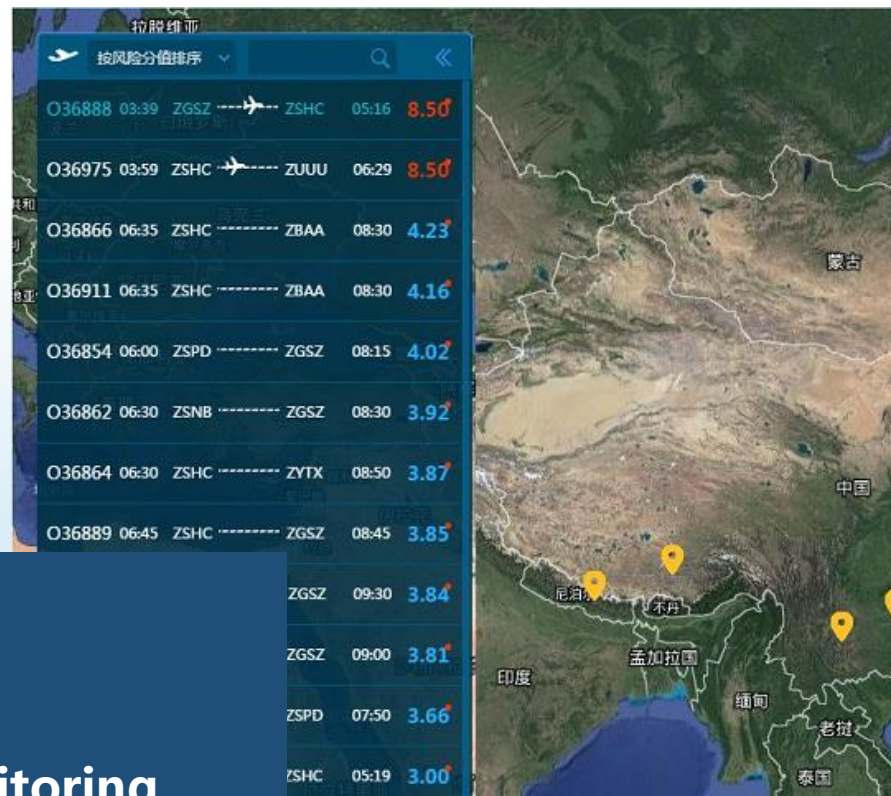 拉脱维亚
按风险分值排序
O36888 03:39 ZGSZ ZSHC 05:16 8.50
O36975 03:59 ZSHC ZUUU 06:29 8.50
O36866 06:35 ZSHC ZBAA 08:30 4.23
O36911 06:35 ZSHC ZBAA 08:30 4.16
O36854 06:00 ZSPD ZGSZ 08:15 4.02
O36862 06:30 ZSNB ZGSZ 08:30 3.92
O36864 06:30 ZSHC ZYTX 08:50 3.87
O36889 06:45 ZSHC ZGSZ 08:45 3.85
ZGSZ 09:30 3.84
ZGSZ 09:00 3.81
ZSPD 07:50 3.66
ZSHC 05:19 3.00
itoring
蒙古
中国
不丹
孟加拉国
印度
缅甸
老挝
泰国